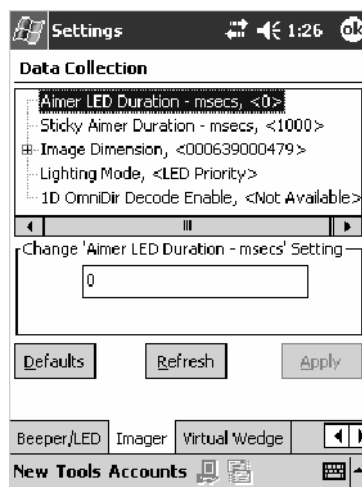 Settings 1:26 ok
Data Collection
Aimer LED Duration - msecs, <0>
Sticky Aimer Duration - msecs, <1000>
Image Dimension, <000639000479>
Lighting Mode, <LED Priority>
1D OmniDir Decode Enable, <Not Available>
Change 'Aimer LED Duration - msecs' Setting
0
Defaults Refresh Apply
Beeper/LED Imager Virtual Wedge
New Tools Accounts